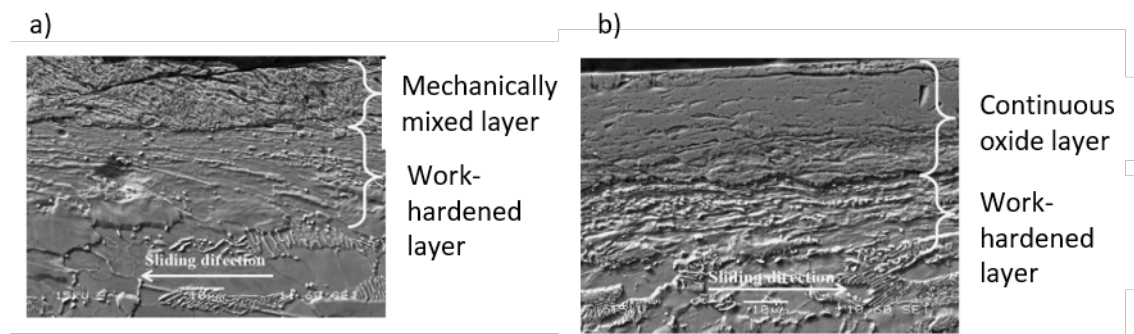 a)
Mechanically
mixed layer
Work-
hardened
layer
Sliding direction
b)
Continuous
oxide layer
Work-
hardened
layer
Sliding direction